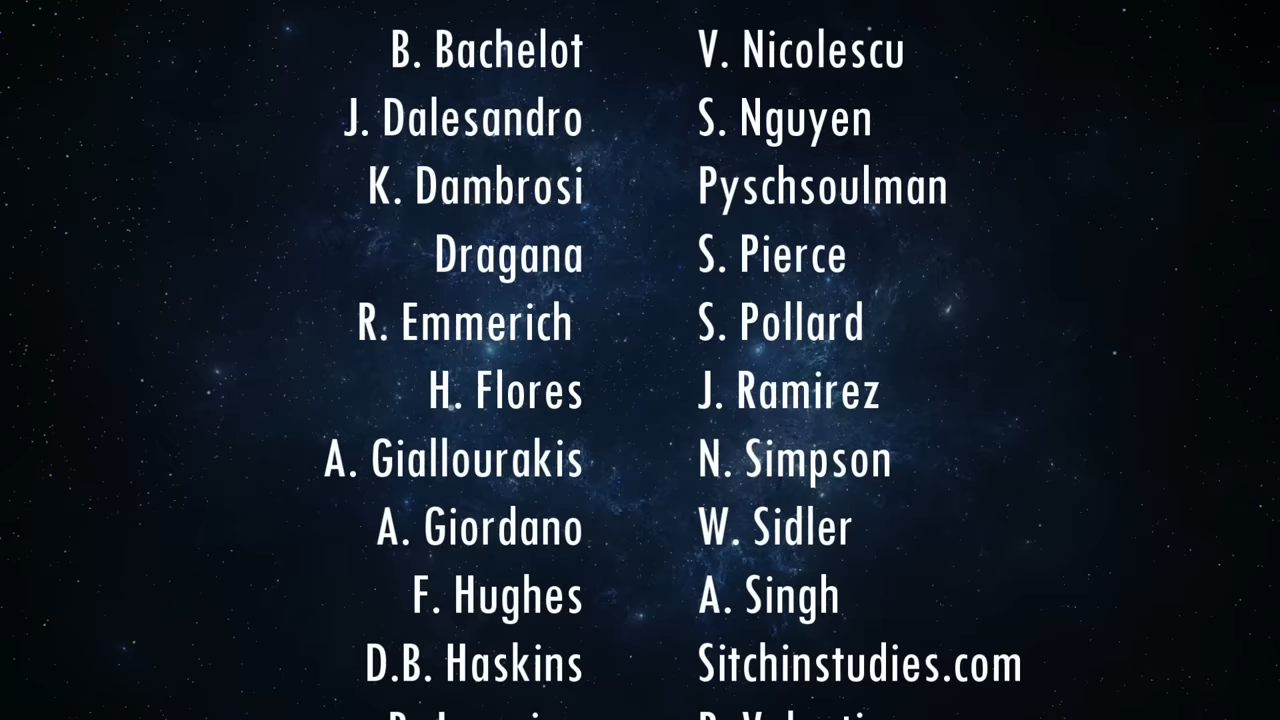 B. Bachelot
J. Dalesandro
K. Dambrosi
Dragana
R. Emmerich
H. Flores
A. Giallourakis
A. Giordano
F. Hughes
D.B. Haskins
V. Nicolescu
S. Nguyen
Pyschsoulman
S. Pierce
S. Pollard
J. Ramirez
N. Simpson
W. Sidler
A. Singh
Sitchinstudies.com